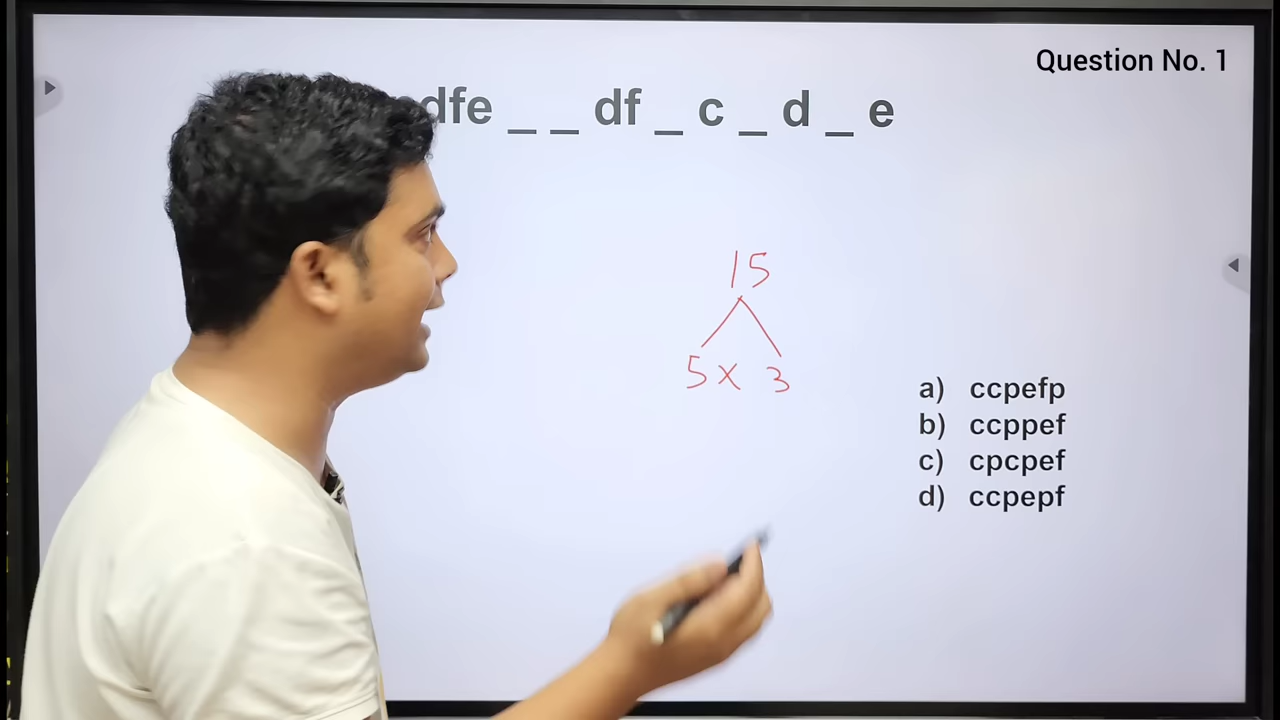 Question No. 1
dfe _ _ df _ c _ d _ e
15
5 x 3
a) ccpefp
b) ccppef
c) cpcpef
d) ccpepf